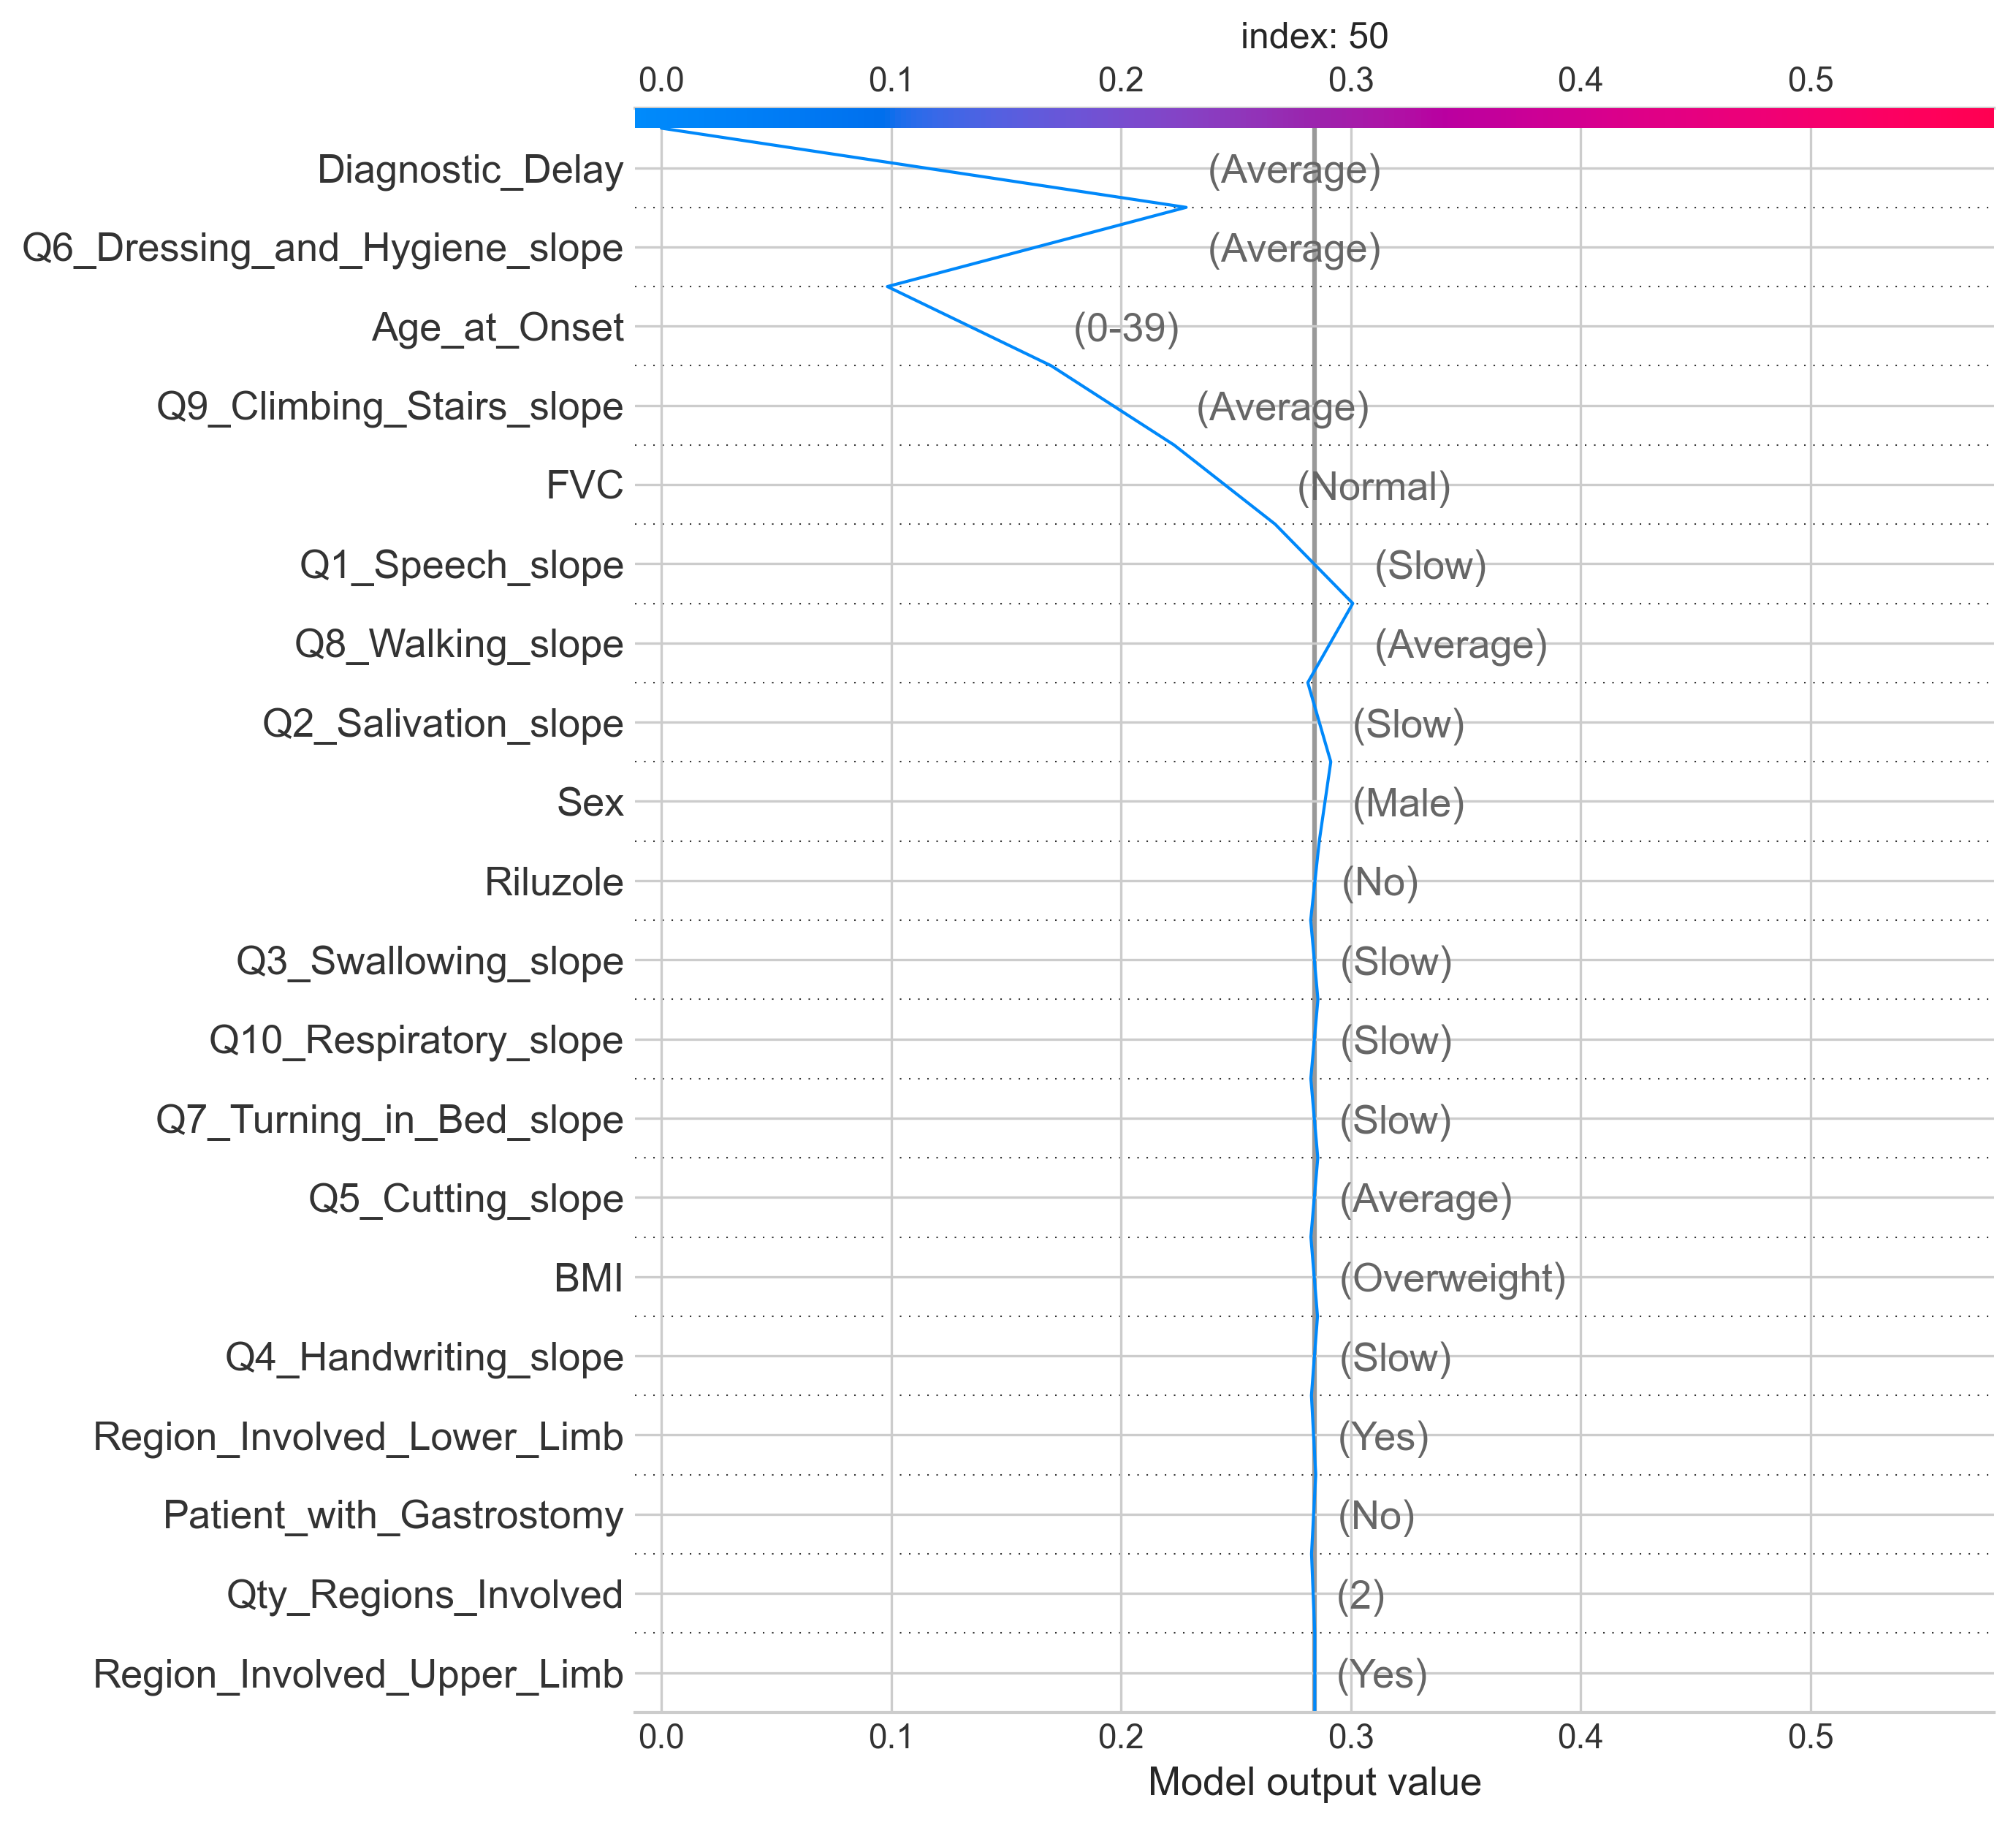 index: 50
0.0 0.1 0.2 0.3 0.4 0.5
Diagnostic_Delay (Average)
Q6_Dressing_and_Hygiene_slope (Average)
Age_at_Onset (0-39)
Q9_Climbing_Stairs_slope (Average)
FVC (Normal)
Q1_Speech_slope (Slow)
Q8_Walking_slope (Average)
Q2_Salivation_slope (Slow)
Sex (Male)
Riluzole (No)
Q3_Swallowing_slope (Slow)
Q10_Respiratory_slope (Slow)
Q7_Turning_in_Bed_slope (Slow)
Q5_Cutting_slope (Average)
BMI (Overweight)
Q4_Handwriting_slope (Slow)
Region_Involved_Lower_Limb (Yes)
Patient_with_Gastrostomy (No)
Qty_Regions_Involved (2)
Region_Involved_Upper_Limb (Yes)
0.0 0.1 0.2 0.3 0.4 0.5
Model output value